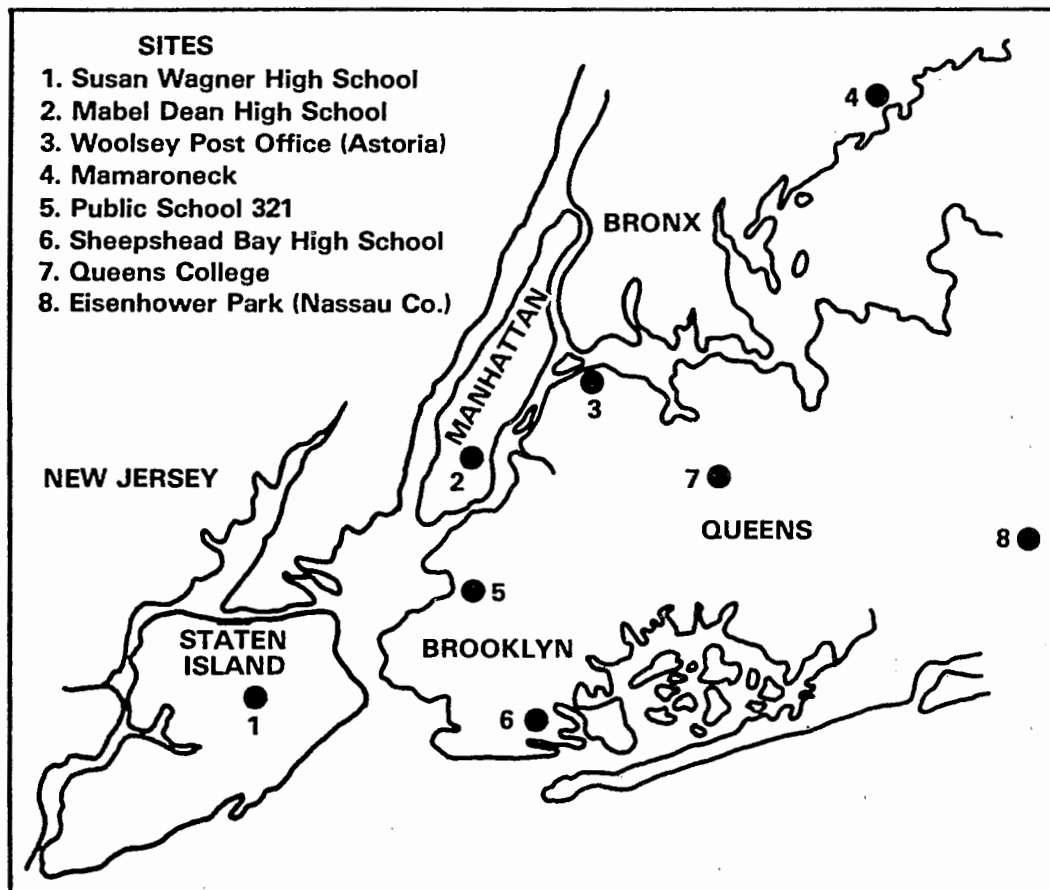 SITES
1. Susan Wagner High School
2. Mabel Dean High School
3. Woolsey Post Office (Astoria)
4. Mamaroneck
5. Public School 321
6. Sheepshead Bay High School
7. Queens College
8. Eisenhower Park (Nassau Co.)
4
BRONX
MANHATTAN
3
2
NEW JERSEY
7
QUEENS
8
5
STATEN
ISLAND
BROOKLYN
1
6